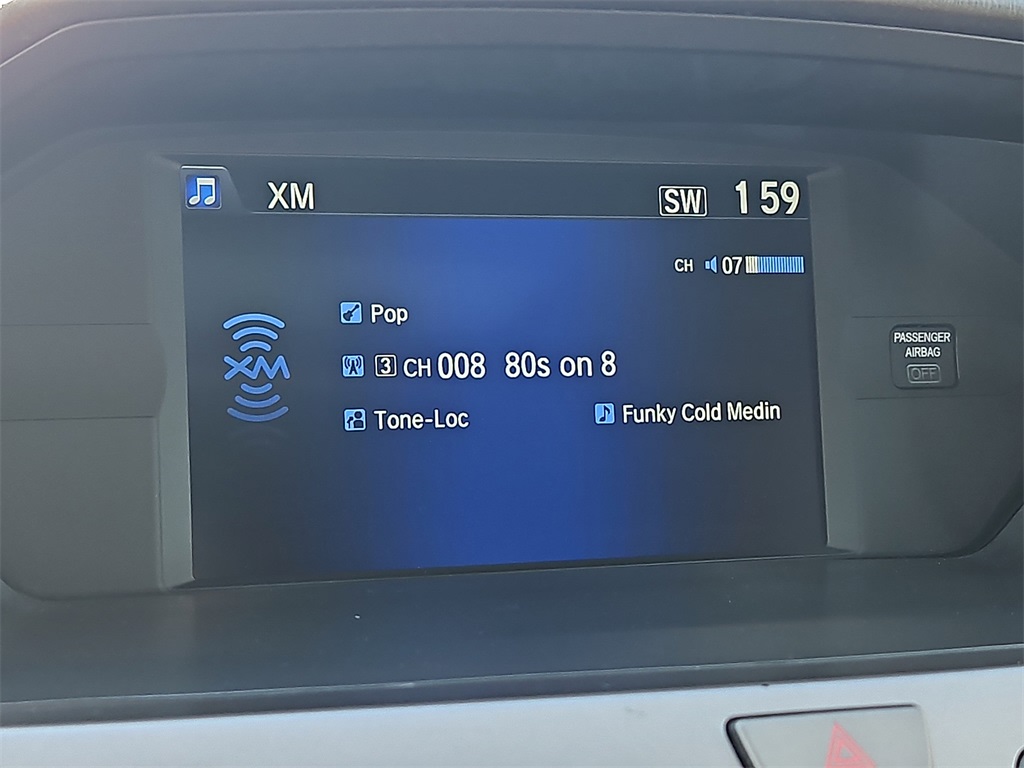 XM SW 1 59
CH 07
Pop
XM
3 CH 008 80s on 8
Tone-Loc Funky Cold Medin
PASSENGER
AIRBAG
OFF